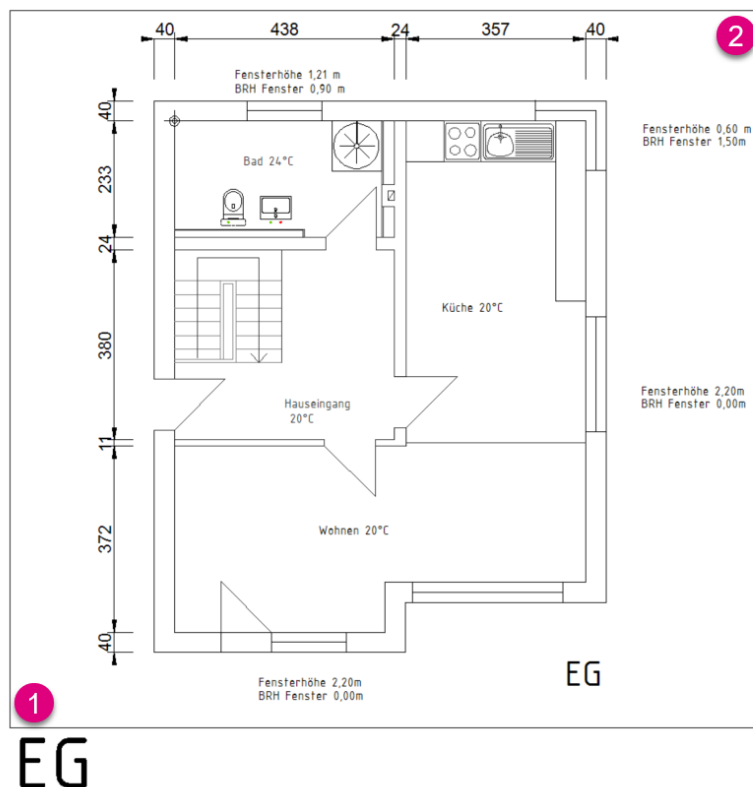 40 438 24 357 40
2
Fensterhöhe 1,21 m
BRH Fenster 0,90 m
40
Fensterhöhe 0,60 m
BRH Fenster 1,50m
233
Bad 24°C
24
Küche 20°C
380
Fensterhöhe 2,20m
BRH Fenster 0,00m
Hauseingang
20°C
11
Wohnen 20°C
372
40
Fensterhöhe 2,20m
BRH Fenster 0,00m
EG
1
EG